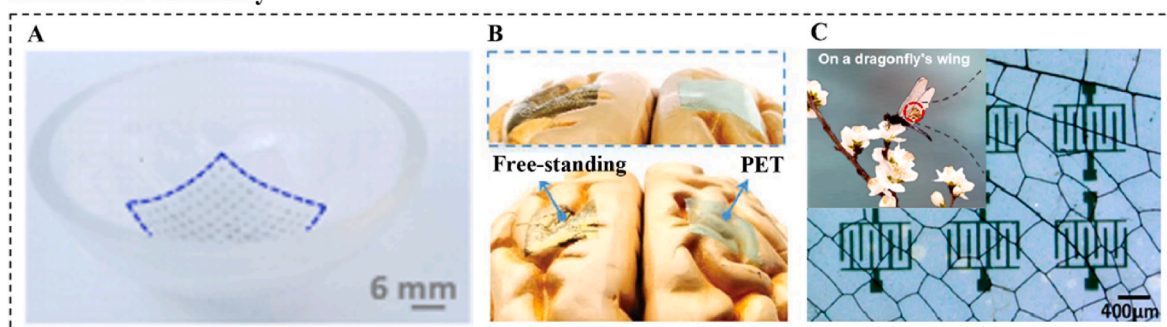 A
B
C
6 mm
Free-standing
PET
On a dragonfly's wing
400μm